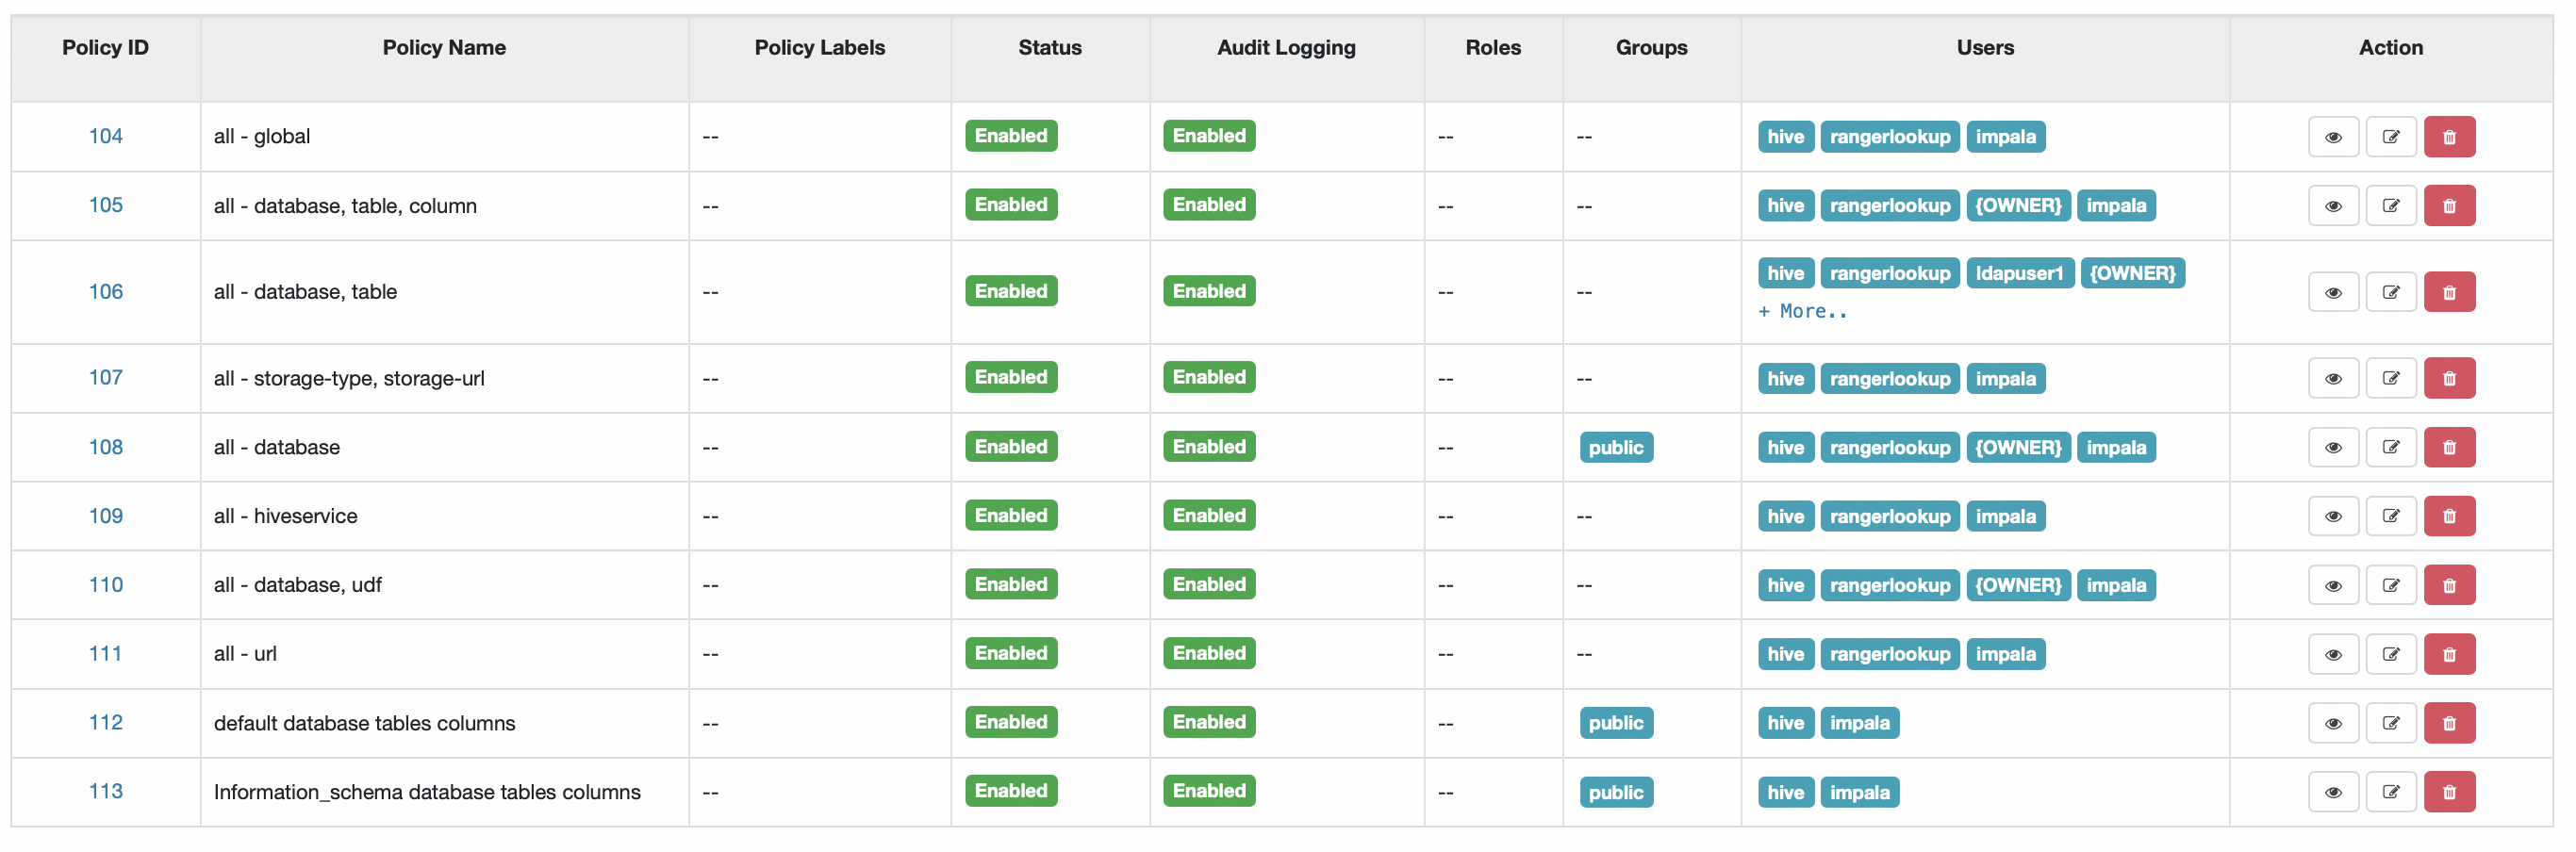 Policy ID Policy Name Policy Labels Status Audit Logging Roles Groups Users Action
104 all - global -- Enabled Enabled -- -- hive rangerlookup impala
105 all - database, table, column -- Enabled Enabled -- -- hive rangerlookup {OWNER} impala
106 all - database, table -- Enabled Enabled -- -- hive rangerlookup ldapuser1 {OWNER}
+ More..
107 all - storage-type, storage-url -- Enabled Enabled -- -- hive rangerlookup impala
108 all - database -- Enabled Enabled -- public hive rangerlookup {OWNER} impala
109 all - hiveservice -- Enabled Enabled -- -- hive rangerlookup impala
110 all - database, udf -- Enabled Enabled -- -- hive rangerlookup {OWNER} impala
111 all - url -- Enabled Enabled -- -- hive rangerlookup impala
112 default database tables columns -- Enabled Enabled -- public hive impala
113 Information_schema database tables columns -- Enabled Enabled -- public hive impala